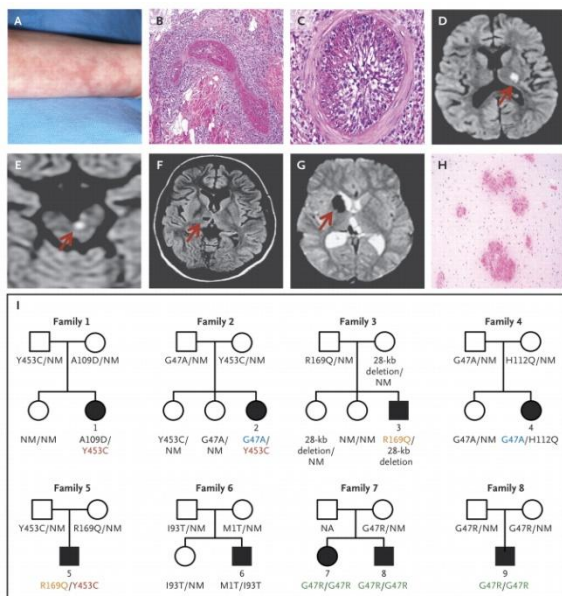 A
B
C
D
E
F
G
H
I
Family 1
Family 2
Family 3
Family 4
Y453C/NM A109D/NM
G47A/NM Y453C/NM
R169Q/NM 28-kb deletion/NM
G47A/NM H112Q/NM
1
2
3
4
NM/NM A109D/Y453C
Y453C/NM G47A/NM G47A/Y453C
28-kb deletion/NM NM/NM R169Q/28-kb deletion
G47A/NM G47A/H112Q
Family 5
Family 6
Family 7
Family 8
Y453C/NM R169Q/NM
I93T/NM M1T/NM
NA G47R/NM
G47R/NM G47R/NM
5
6
7
8
9
R169Q/Y453C
I93T/NM M1T/I93T
G47R/G47R G47R/G47R
G47R/G47R